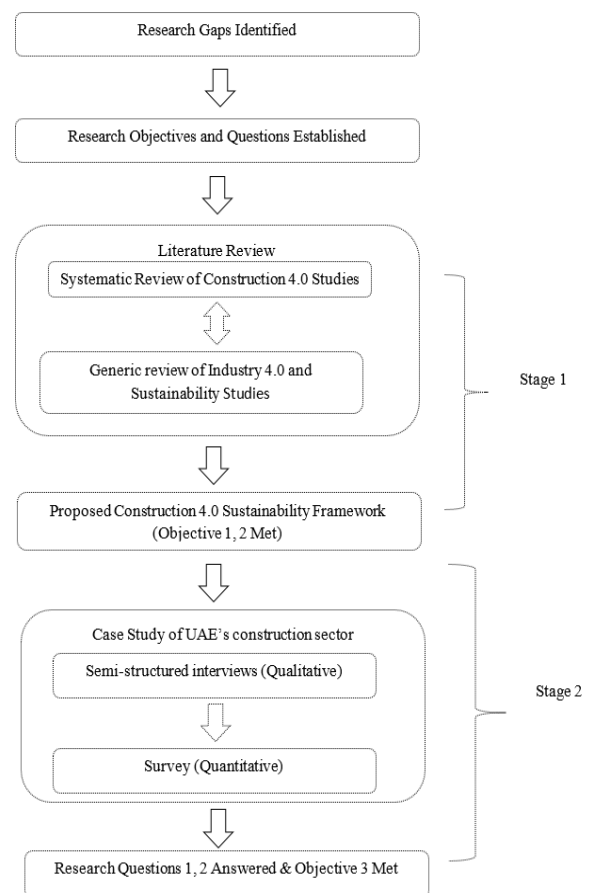 Research Gaps Identified
Research Objectives and Questions Established
Literature Review
Systematic Review of Construction 4.0 Studies
Generic review of Industry 4.0 and
Sustainability Studies
Stage 1
Proposed Construction 4.0 Sustainability Framework
(Objective 1, 2 Met)
Case Study of UAE's construction sector
Semi-structured interviews (Qualitative)
Stage 2
Survey (Quantitative)
Research Questions 1, 2 Answered & Objective 3 Met